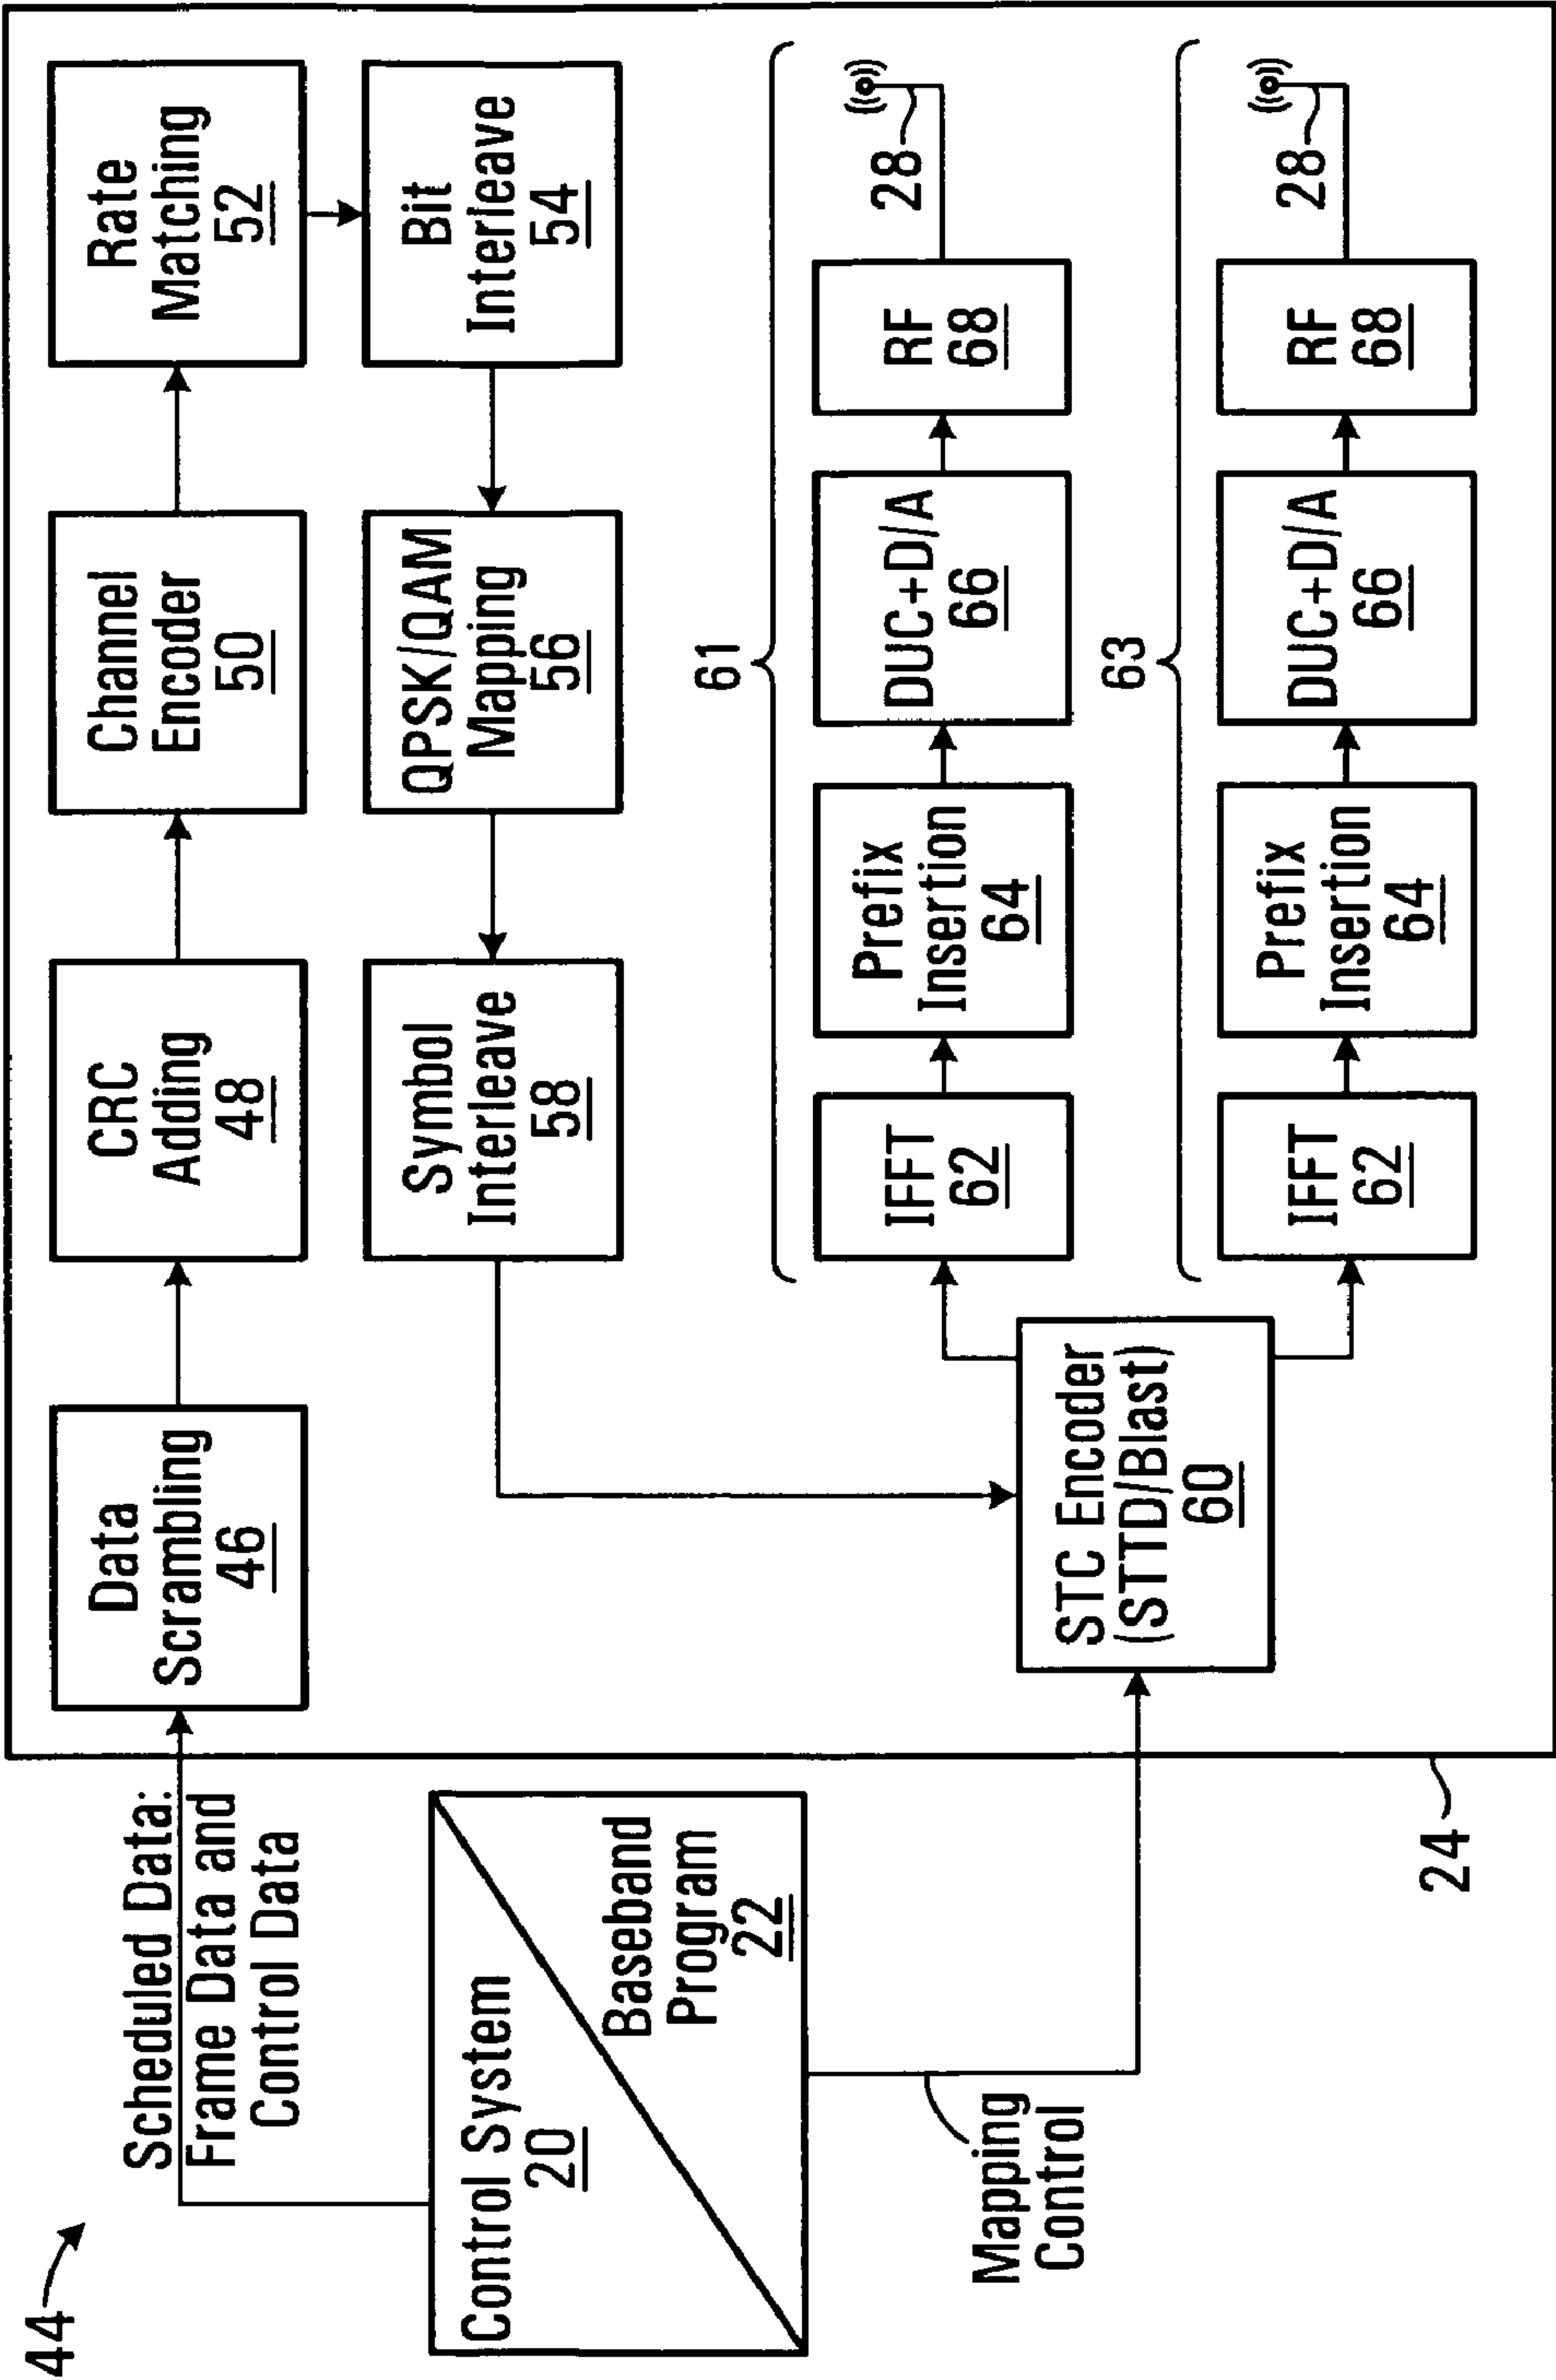 44
Scheduled Data:
Frame Data and
Control Data
Control System
20
Baseband
Program
22
Mapping
Control
24
Data
Scrambling
46
CRC
Adding
48
Channel
Encoder
50
Rate
Matching
52
Bit
Interleave
54
QPSK/QAM
Mapping
56
Symbol
Interleave
58
STC Encoder
(STTD/Blast)
60
61
IFFT
62
Prefix
Insertion
64
DUC+D/A
66
RF
68
28
63
IFFT
62
Prefix
Insertion
64
DUC+D/A
66
RF
68
28